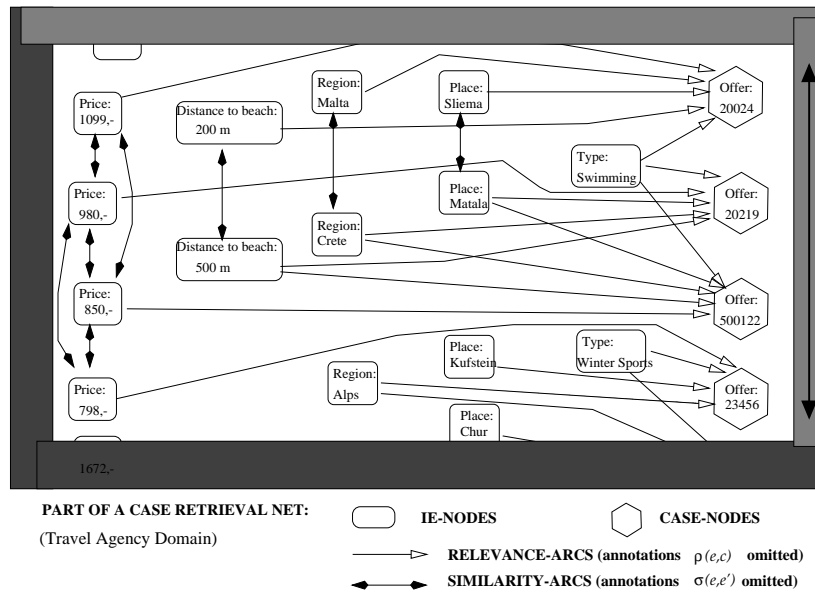 Price:
1099,-
Distance to beach:
200 m
Region:
Malta
Place:
Sliema
Offer:
20024
Type:
Swimming
Price:
980,-
Place:
Matala
Offer:
20219
Region:
Crete
Distance to beach:
500 m
Price:
850,-
Offer:
500122
Place:
Kufstein
Type:
Winter Sports
Region:
Alps
Price:
798,-
Offer:
23456
Place:
Chur
1672,-
PART OF A CASE RETRIEVAL NET:
(Travel Agency Domain)
IE-NODES
CASE-NODES
RELEVANCE-ARCS (annotations ρ(e,c) omitted)
SIMILARITY-ARCS (annotations σ(e,e') omitted)